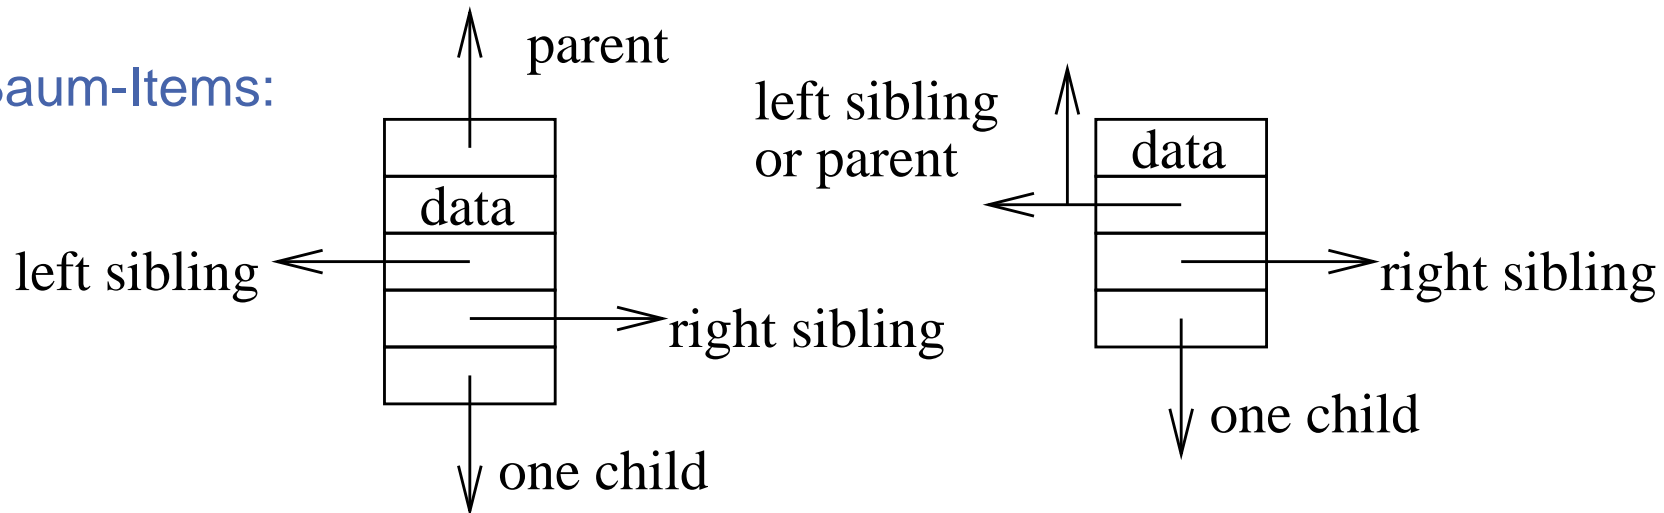 aum-Items:
parent
data
left sibling
right sibling
one child
left sibling
or parent
data
right sibling
one child